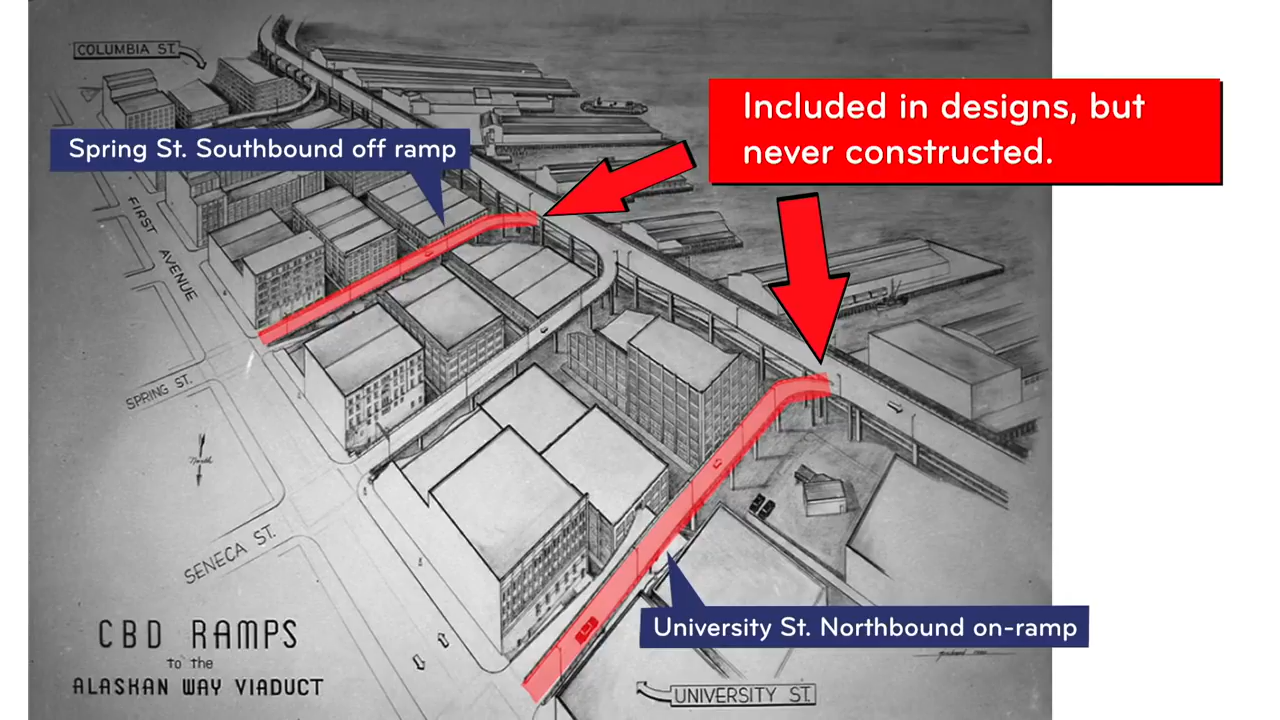 COLUMBIA ST.
Included in designs, but
never constructed.
Spring St. Southbound off ramp
FIRST AVENUE
SPRING ST.
North
SENECA ST.
CBD RAMPS
to the
ALASKAN WAY VIADUCT
University St. Northbound on-ramp
UNIVERSITY ST.